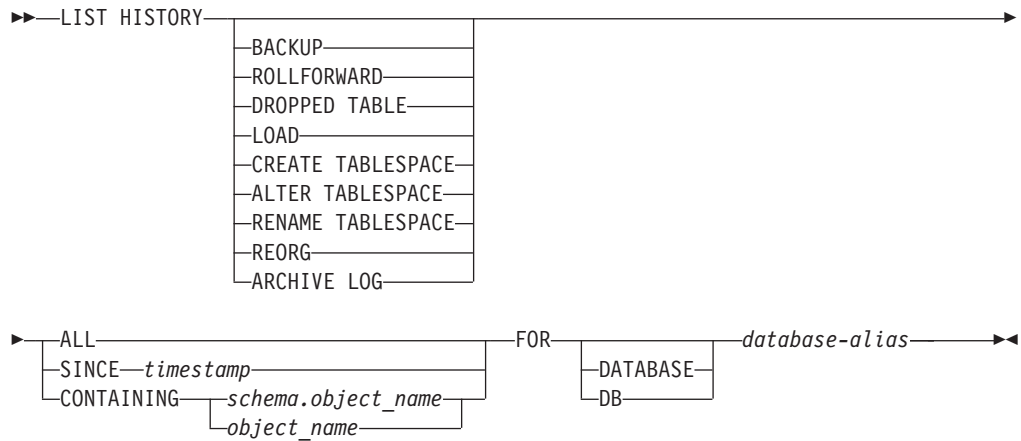 LIST HISTORY
BACKUP
ROLLFORWARD
DROPPED TABLE
LOAD
CREATE TABLESPACE
ALTER TABLESPACE
RENAME TABLESPACE
REORG
ARCHIVE LOG
ALL FOR database-alias
SINCE timestamp DATABASE
CONTAINING schema.object_name DB
object_name